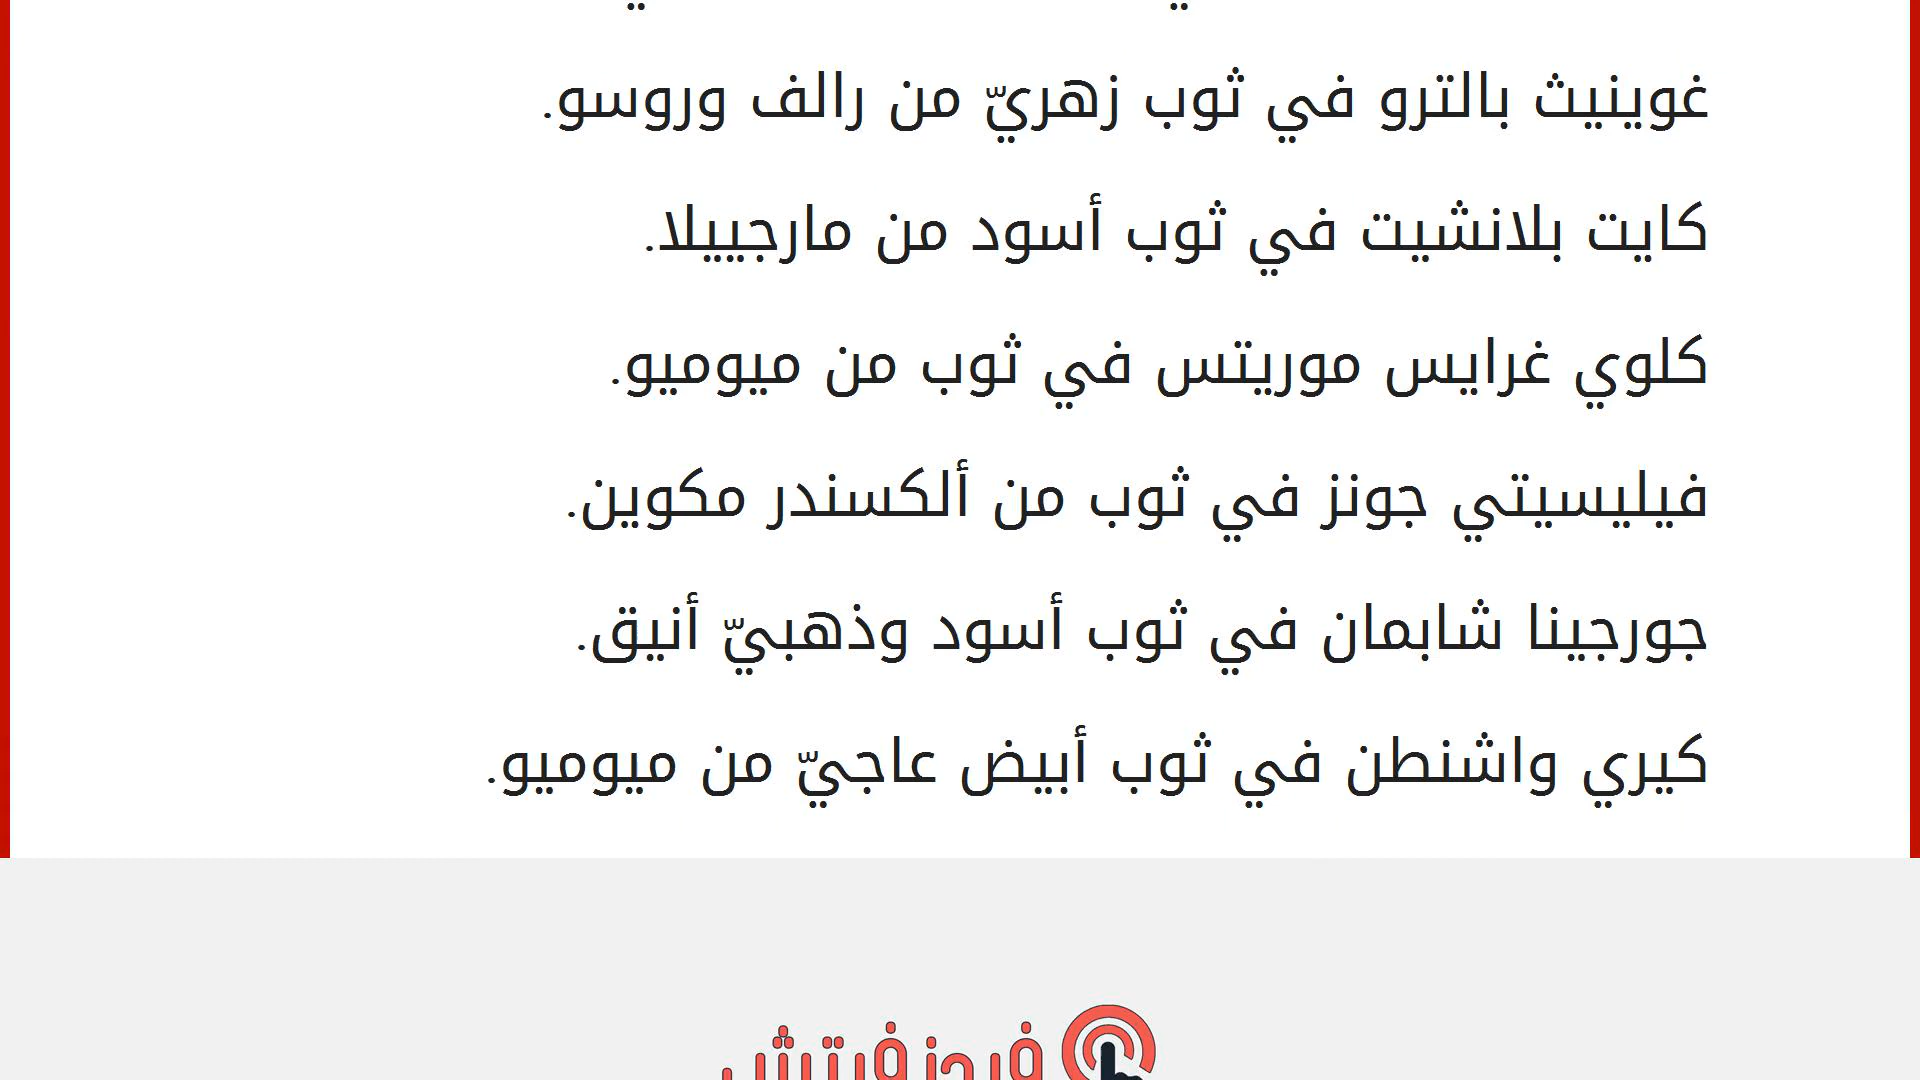 غوينيث بالترو في ثوب زهريّ من رالف وروسو.
كايت بلانشيت في ثوب أسود من مارجييلا.
كلوي غرايس موريتس في ثوب من ميوميو.
فيليسيتي جونز في ثوب من ألكسندر مكوين.
جورجينا شابمان في ثوب أسود وذهبيّ أنيق.
كيري واشنطن في ثوب أبيض عاجيّ من ميوميو.